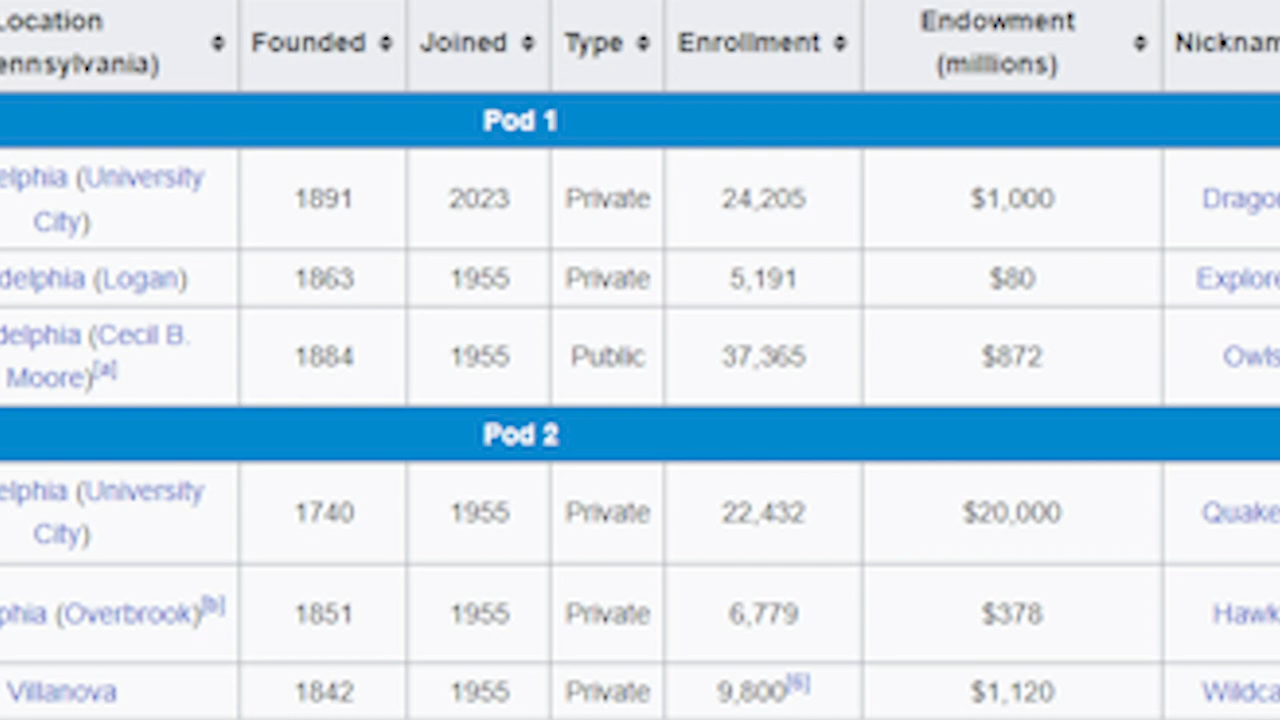 Location
ennsylvania) Founded Joined Type Enrollment Endowment (millions) Nicknam
Pod 1
elphia (University City) 1891 2023 Private 24,205 $1,000 Drago
delphia (Logan) 1863 1955 Private 5,191 $80 Explore
delphia (Cecil B. Moore)[a] 1884 1955 Public 37,365 $872 Owls
Pod 2
elphia (University City) 1740 1955 Private 22,432 $20,000 Quake
phia (Overbrook)[b] 1851 1955 Private 6,779 $378 Hawk
Villanova 1842 1955 Private 9,800[6] $1,120 Wildca